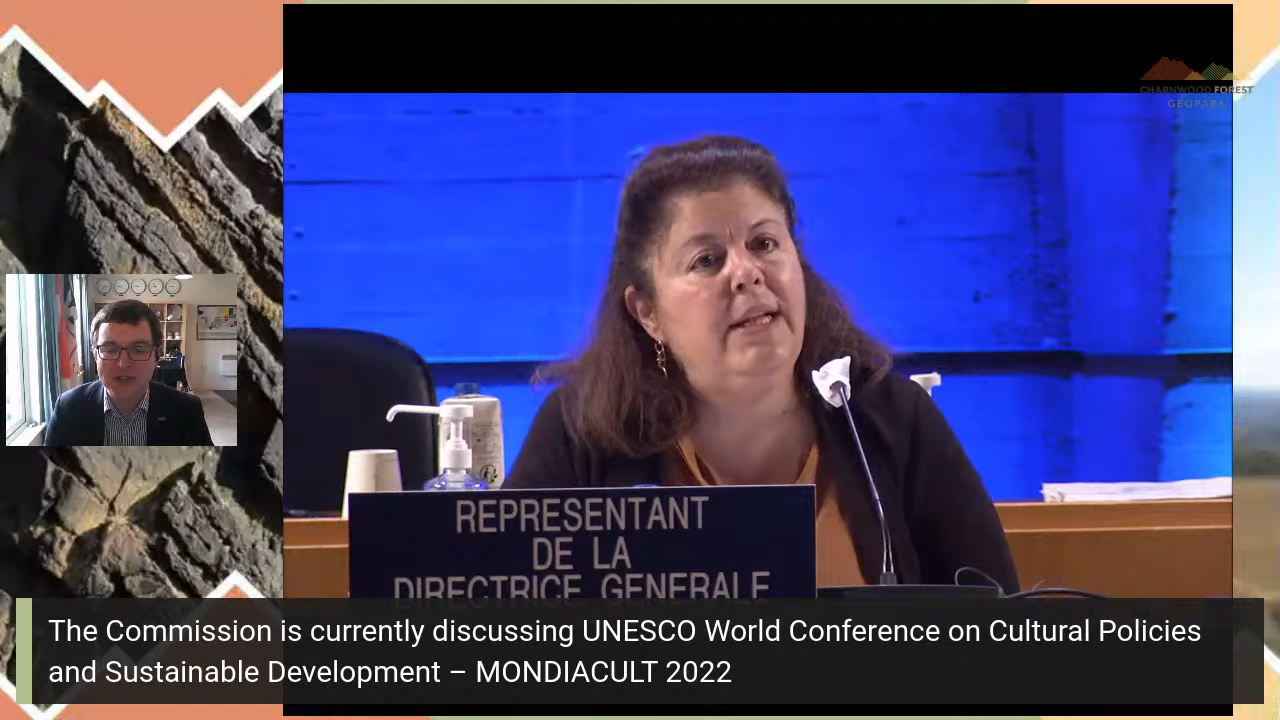 CHARNWOOD FOREST
GEOPARK
REPRESENTANT
DE LA
DIRECTRICE GENERALE
The Commission is currently discussing UNESCO World Conference on Cultural Policies
and Sustainable Development – MONDIACULT 2022